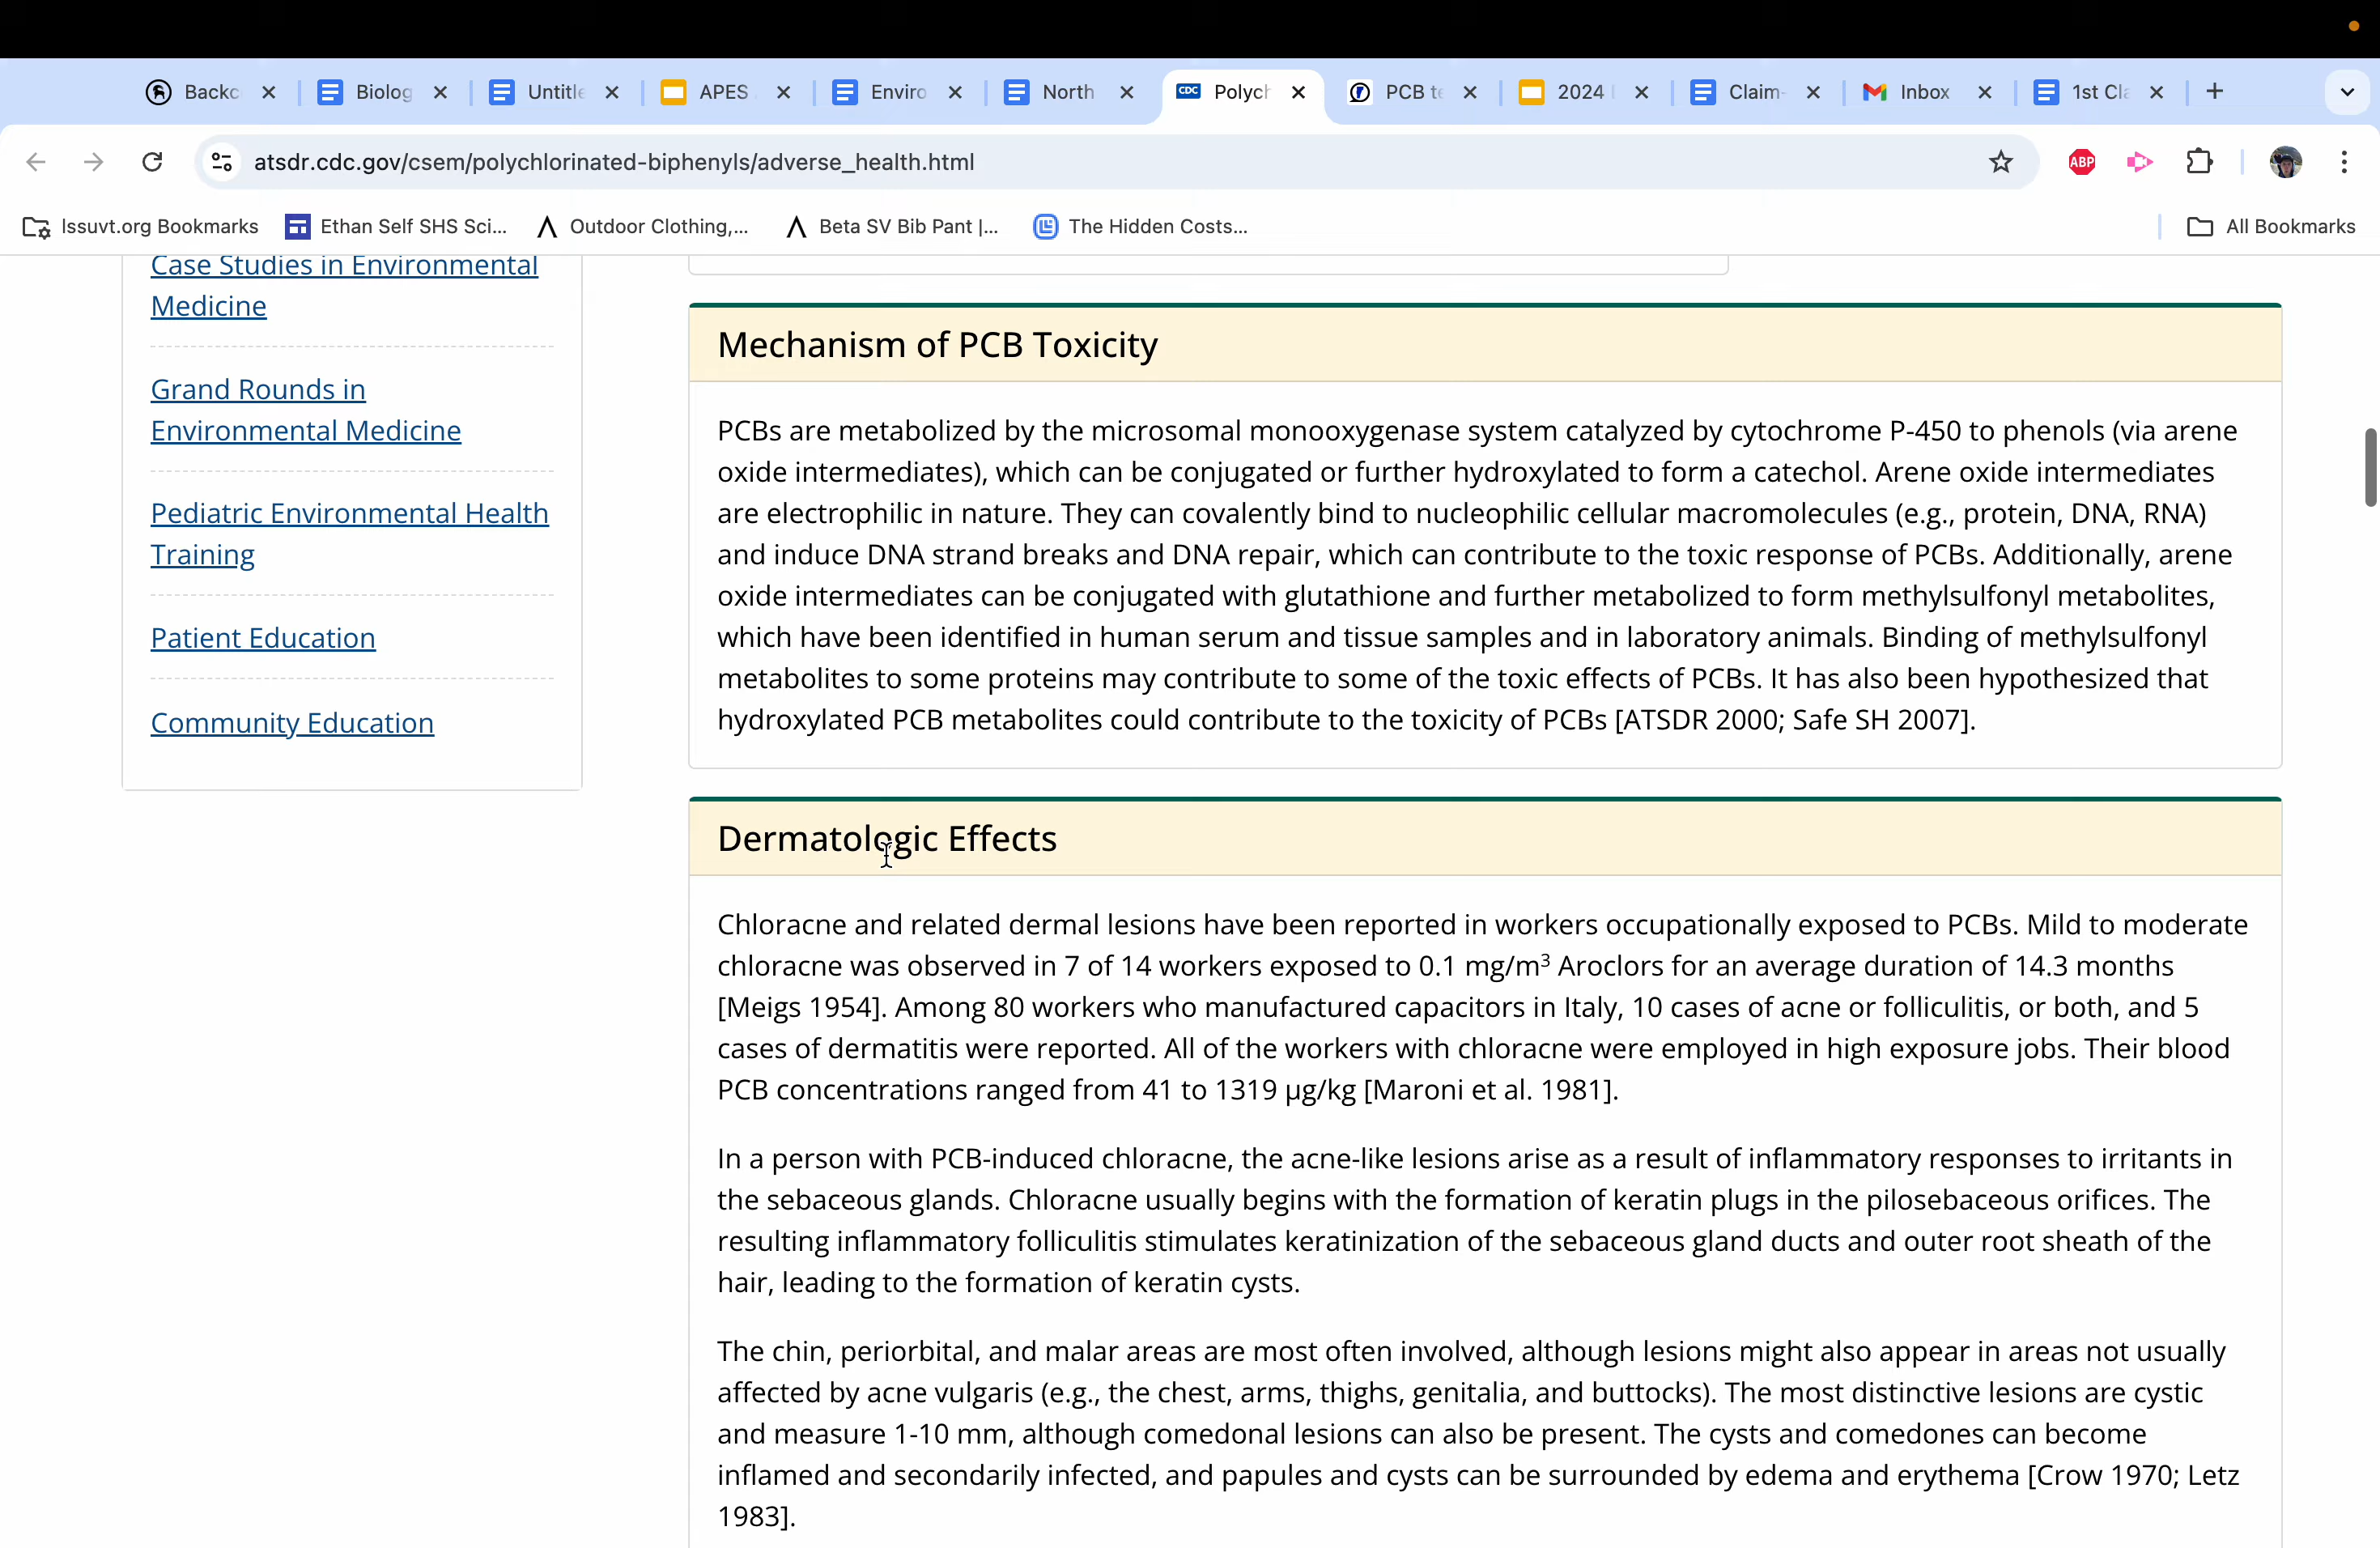 Backc
Biolog
Untitle
APES
Enviro
North
CDC
Polych
PCB te
2024
Claim-
Inbox
1st Cla
atsdr.cdc.gov/csem/polychlorinated-biphenyls/adverse_health.html
ABP
lssuvt.org Bookmarks
Ethan Self SHS Sci...
Outdoor Clothing,...
Beta SV Bib Pant |...
The Hidden Costs...
All Bookmarks
Case Studies in Environmental
Medicine
Grand Rounds in
Environmental Medicine
Pediatric Environmental Health
Training
Patient Education
Community Education
Mechanism of PCB Toxicity
PCBs are metabolized by the microsomal monooxygenase system catalyzed by cytochrome P-450 to phenols (via arene
oxide intermediates), which can be conjugated or further hydroxylated to form a catechol. Arene oxide intermediates
are electrophilic in nature. They can covalently bind to nucleophilic cellular macromolecules (e.g., protein, DNA, RNA)
and induce DNA strand breaks and DNA repair, which can contribute to the toxic response of PCBs. Additionally, arene
oxide intermediates can be conjugated with glutathione and further metabolized to form methylsulfonyl metabolites,
which have been identified in human serum and tissue samples and in laboratory animals. Binding of methylsulfonyl
metabolites to some proteins may contribute to some of the toxic effects of PCBs. It has also been hypothesized that
hydroxylated PCB metabolites could contribute to the toxicity of PCBs [ATSDR 2000; Safe SH 2007].
Dermatologic Effects
Chloracne and related dermal lesions have been reported in workers occupationally exposed to PCBs. Mild to moderate
chloracne was observed in 7 of 14 workers exposed to 0.1 mg/m³ Aroclors for an average duration of 14.3 months
[Meigs 1954]. Among 80 workers who manufactured capacitors in Italy, 10 cases of acne or folliculitis, or both, and 5
cases of dermatitis were reported. All of the workers with chloracne were employed in high exposure jobs. Their blood
PCB concentrations ranged from 41 to 1319 µg/kg [Maroni et al. 1981].
In a person with PCB-induced chloracne, the acne-like lesions arise as a result of inflammatory responses to irritants in
the sebaceous glands. Chloracne usually begins with the formation of keratin plugs in the pilosebaceous orifices. The
resulting inflammatory folliculitis stimulates keratinization of the sebaceous gland ducts and outer root sheath of the
hair, leading to the formation of keratin cysts.
The chin, periorbital, and malar areas are most often involved, although lesions might also appear in areas not usually
affected by acne vulgaris (e.g., the chest, arms, thighs, genitalia, and buttocks). The most distinctive lesions are cystic
and measure 1-10 mm, although comedonal lesions can also be present. The cysts and comedones can become
inflamed and secondarily infected, and papules and cysts can be surrounded by edema and erythema [Crow 1970; Letz
1983].